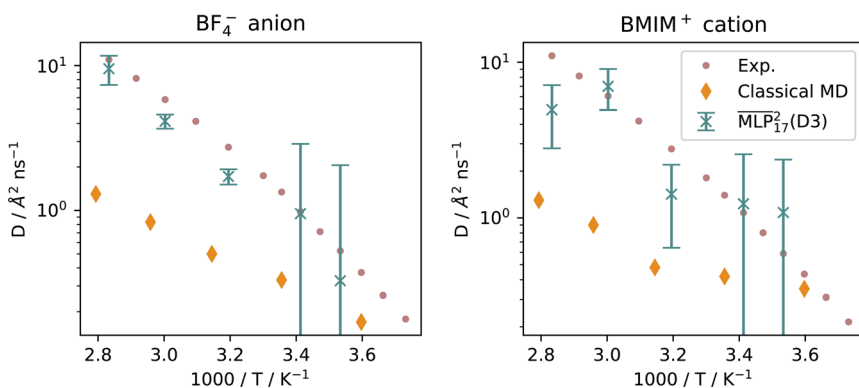 BF₄⁻ anion
D / Å² ns⁻¹
10¹
10⁰
2.8 3.0 3.2 3.4 3.6
1000 / T / K⁻¹
BMIM⁺ cation
Exp.
Classical MD
M̅L̅P̅²₁₇(D3)
D / Å² ns⁻¹
10¹
10⁰
2.8 3.0 3.2 3.4 3.6
1000 / T / K⁻¹